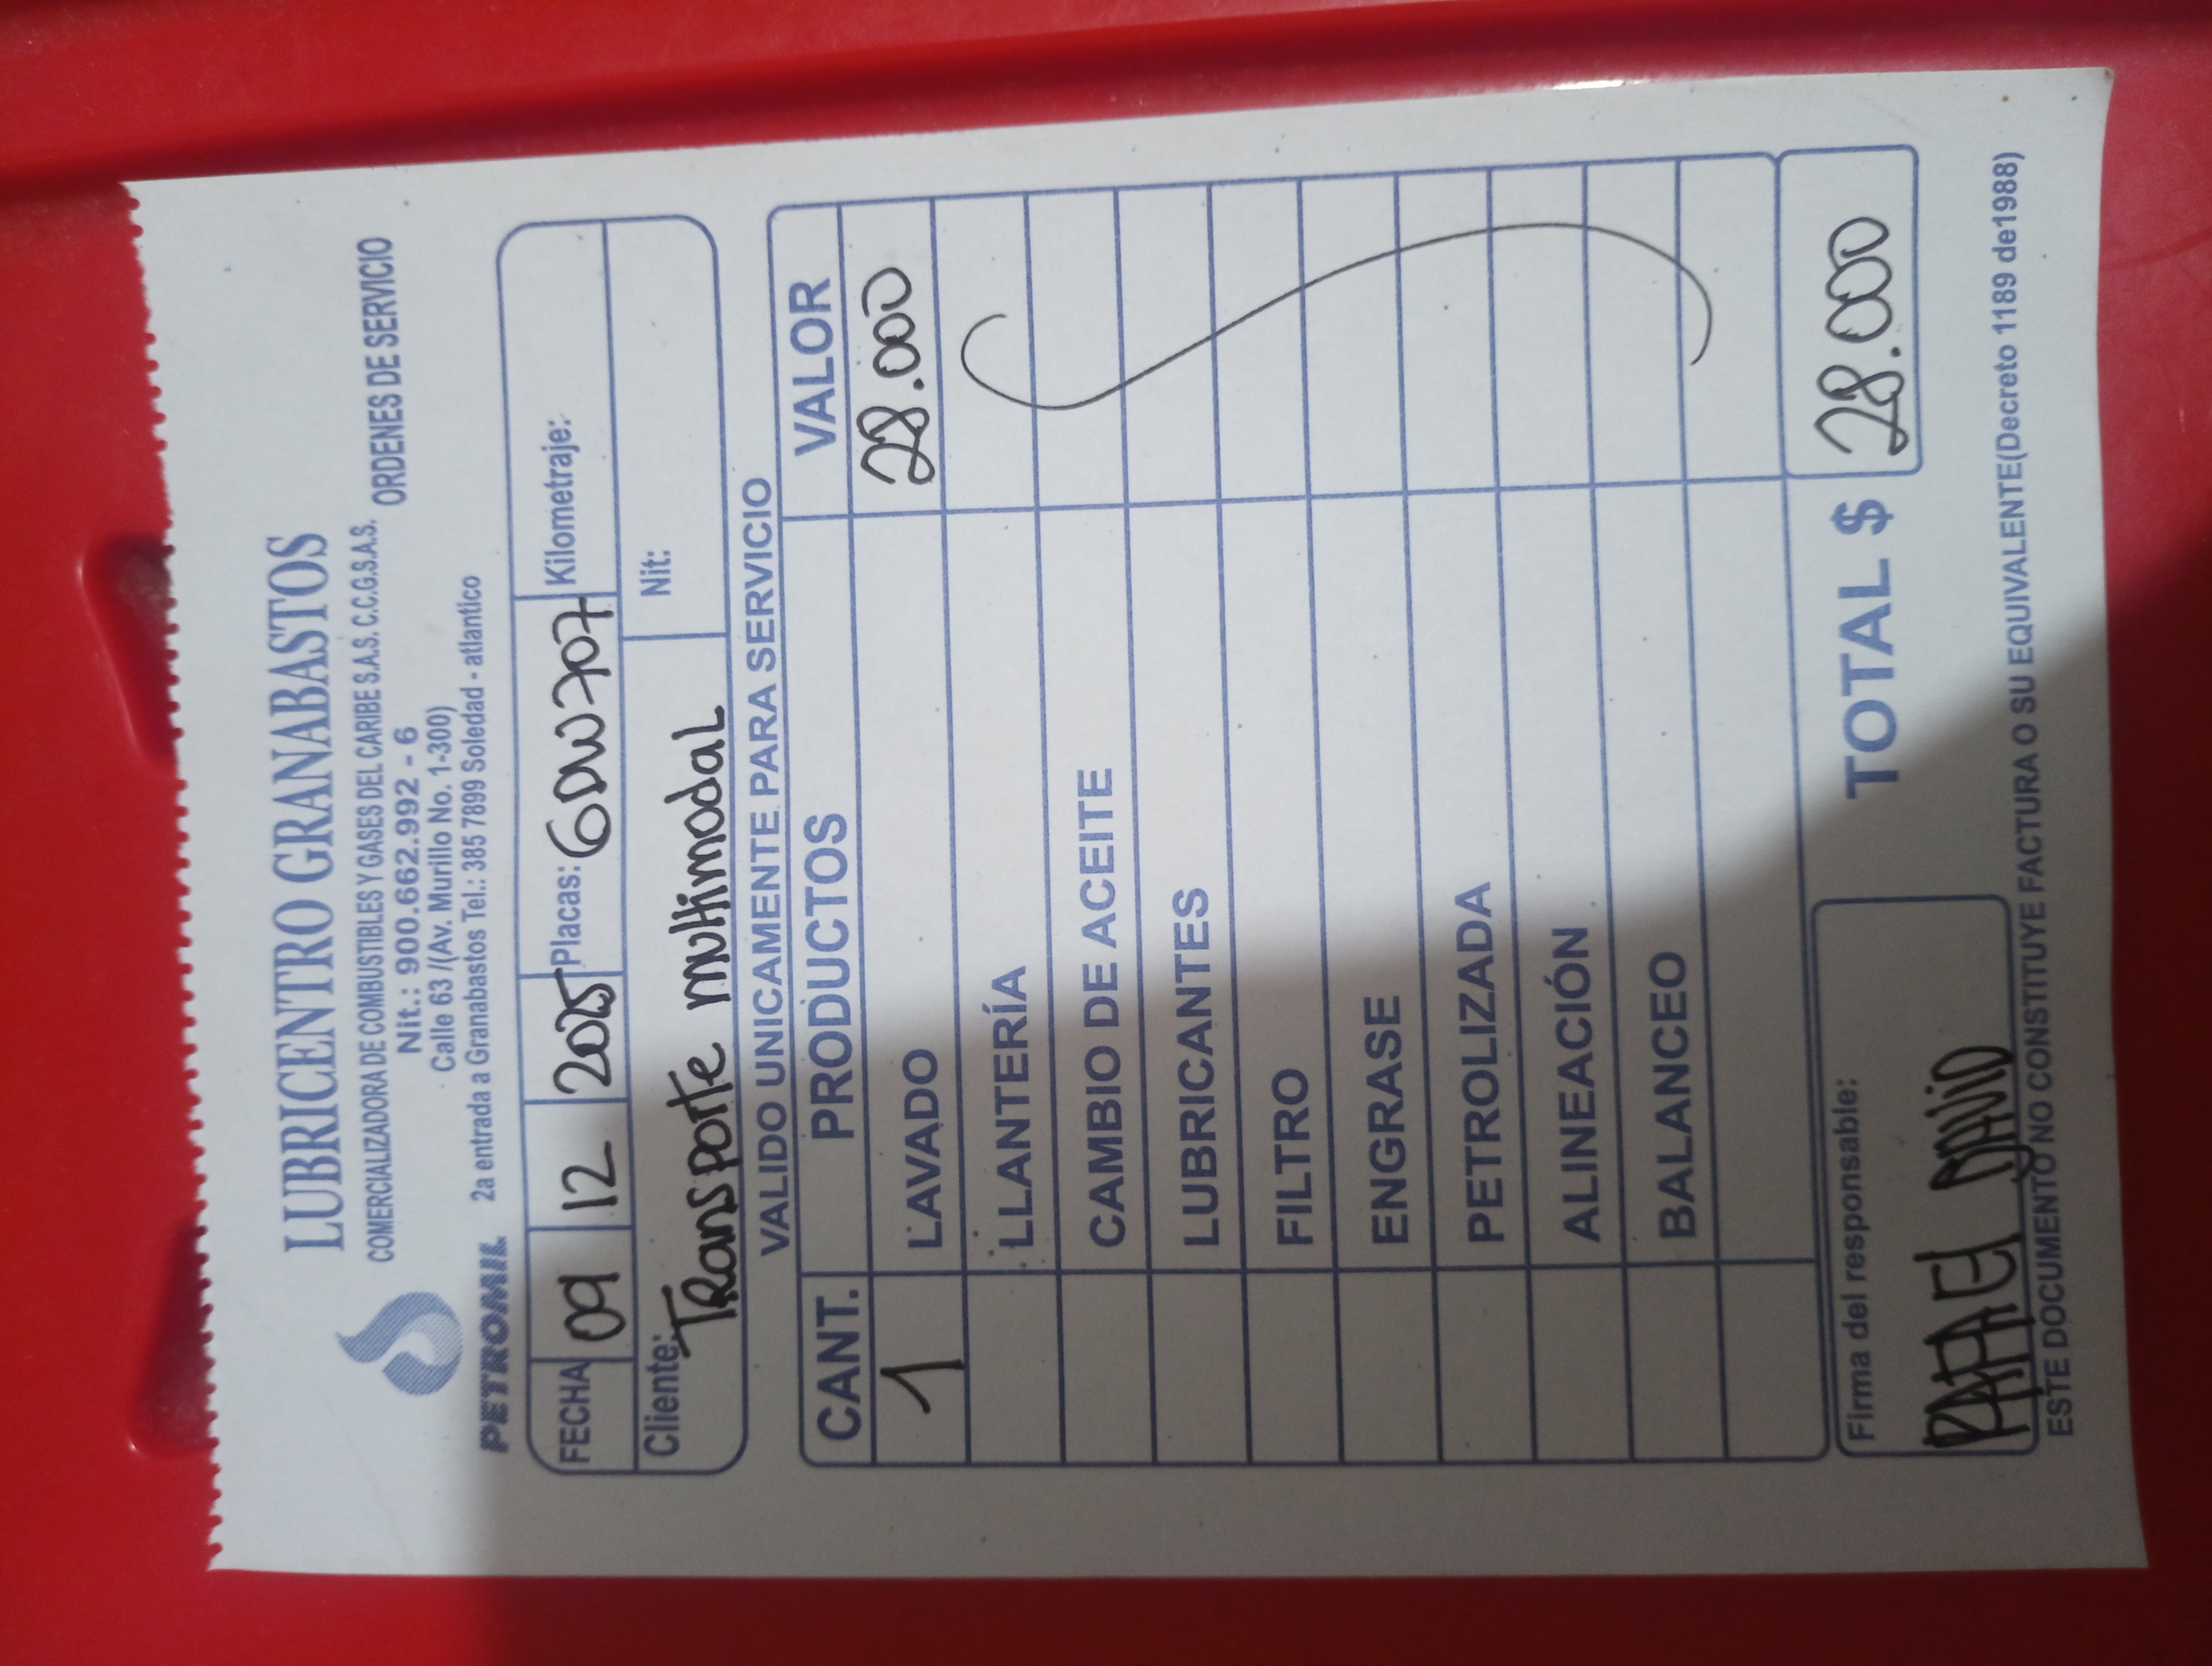 LUBRICENTRO GRANABASTOS
COMERCIALIZADORA DE COMBUSTIBLES Y GASES DEL CARIBE S.A.S. C.C.G.S.A.S.
Nit.: 900.662.992 - 6
ORDENES DE SERVICIO
Calle 63 /(Av. Murillo No. 1-300)
PETROMIL
2a entrada a Granabastos Tel.: 385 7899 Soledad - atlantico
FECHA 09 12 2025 Placas: GDW707 Kilometraje:
Cliente: Transporte multimodal Nit:
VALIDO UNICAMENTE PARA SERVICIO
CANT. PRODUCTOS VALOR
1 LAVADO 28.000
LLANTERÍA
CAMBIO DE ACEITE
LUBRICANTES
FILTRO
ENGRASE
PETROLIZADA
ALINEACIÓN
BALANCEO
Firma del responsable: TOTAL $ 28.000
RAFAEL DAVID
ESTE DOCUMENTO NO CONSTITUYE FACTURA O SU EQUIVALENTE(Decreto 1189 de1988)